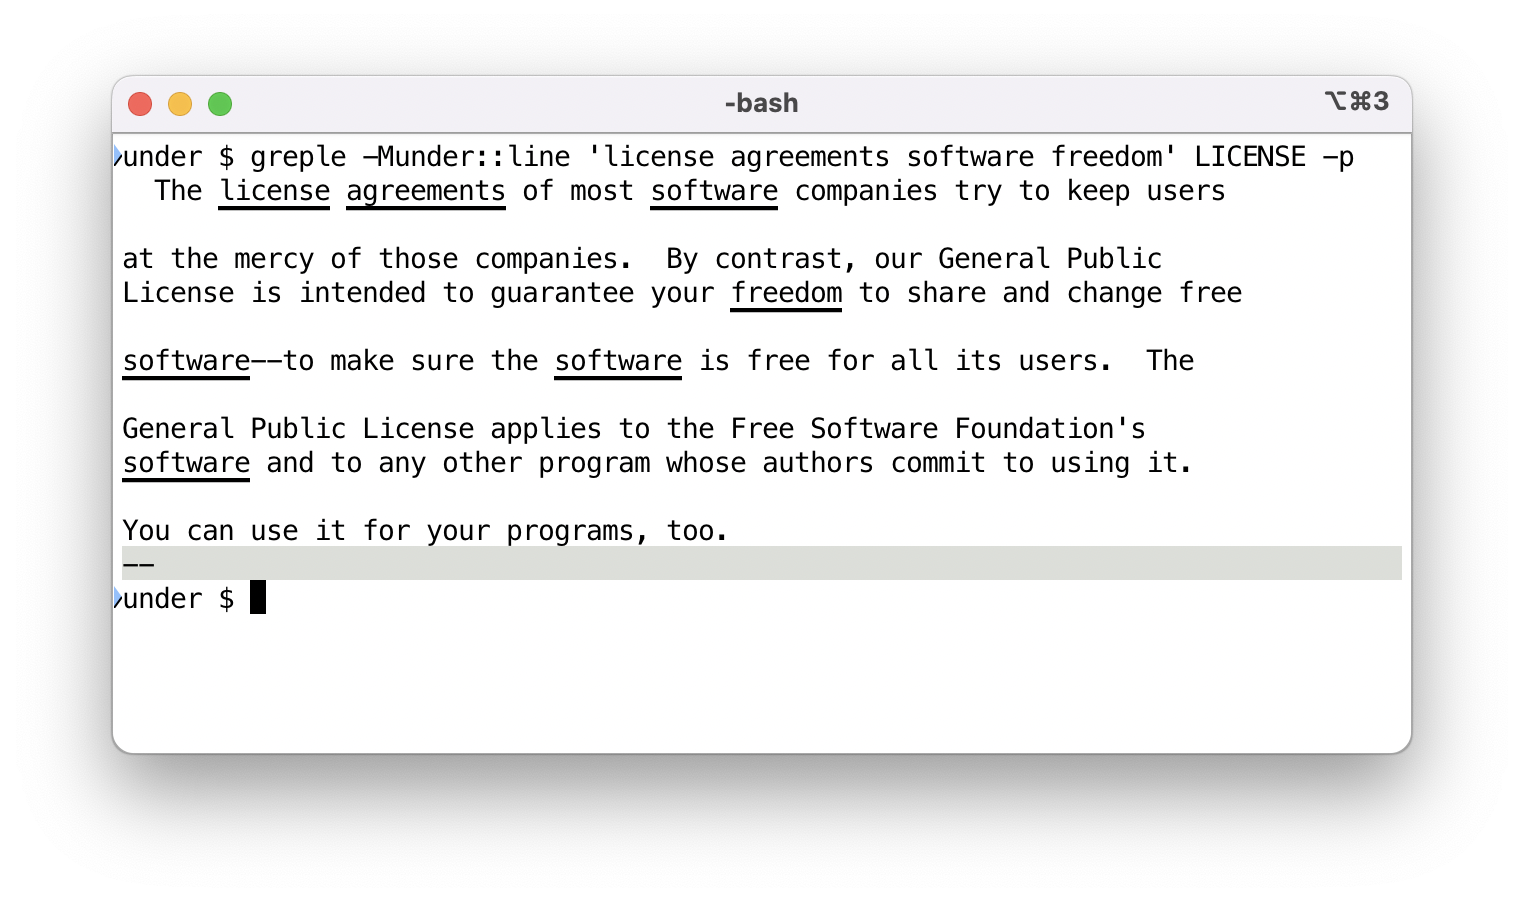 -bash
⌥⌘3
under $ greple -Munder::line 'license agreements software freedom' LICENSE -p
  The license agreements of most software companies try to keep users
at the mercy of those companies.  By contrast, our General Public
License is intended to guarantee your freedom to share and change free
software--to make sure the software is free for all its users.  The
General Public License applies to the Free Software Foundation's
software and to any other program whose authors commit to using it.
You can use it for your programs, too.
--
under $